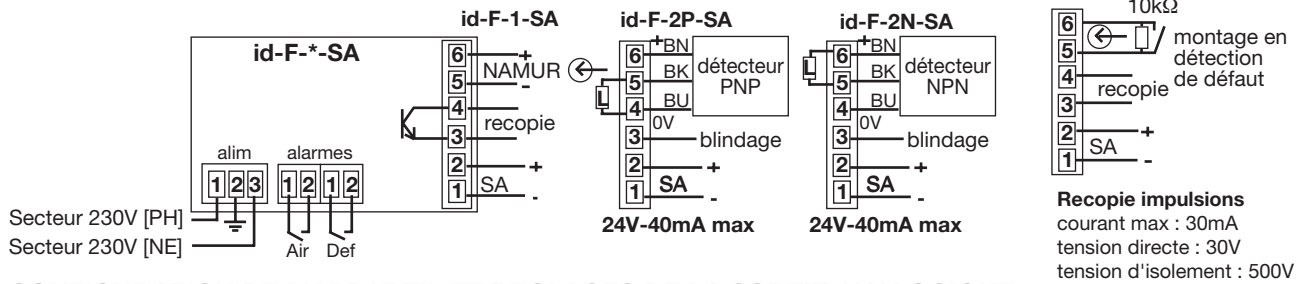 id-F-1-SA
id-F-2P-SA
id-F-2N-SA
10kΩ
id-F-*-SA
6 +
5 NAMUR -
4
3 recopie
2 +
1 SA -
alim
1 2 3
alarmes
1 2 1 2
Secteur 230V [PH]
Secteur 230V [NE]
Air Def
+
6 BN
5 BK
4 BU
0V
détecteur
PNP
L
3 blindage
2 +
1 SA -
24V-40mA max
+
6 BN
5 BK
4 BU
0V
détecteur
NPN
L
3 blindage
2 +
1 SA -
24V-40mA max
6
5
4
3
2 +
1 SA -
montage en
détection
de défaut
recopie
Recopie impulsions
courant max : 30mA
tension directe : 30V
tension d'isolement : 500V